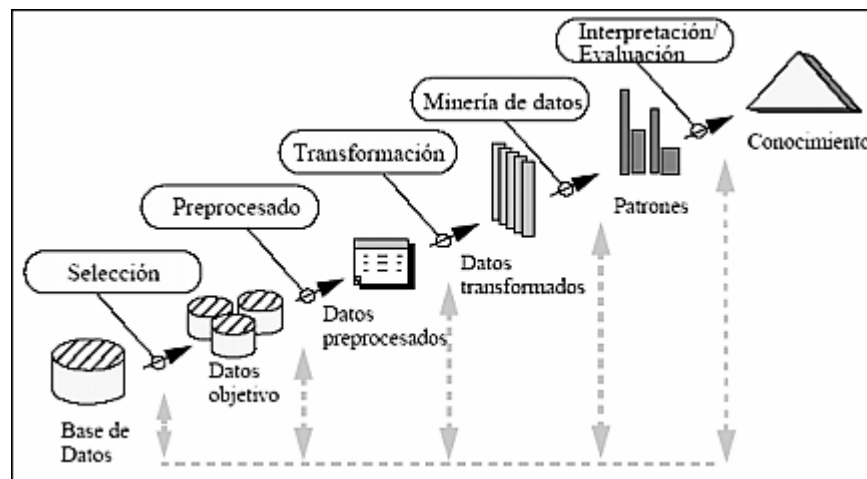 Interpretación/
Evaluación
Minería de datos
Conocimiento
Transformación
Patrones
Preprocesado
Datos
transformados
Selección
Datos
preprocesados
Datos
objetivo
Base de
Datos